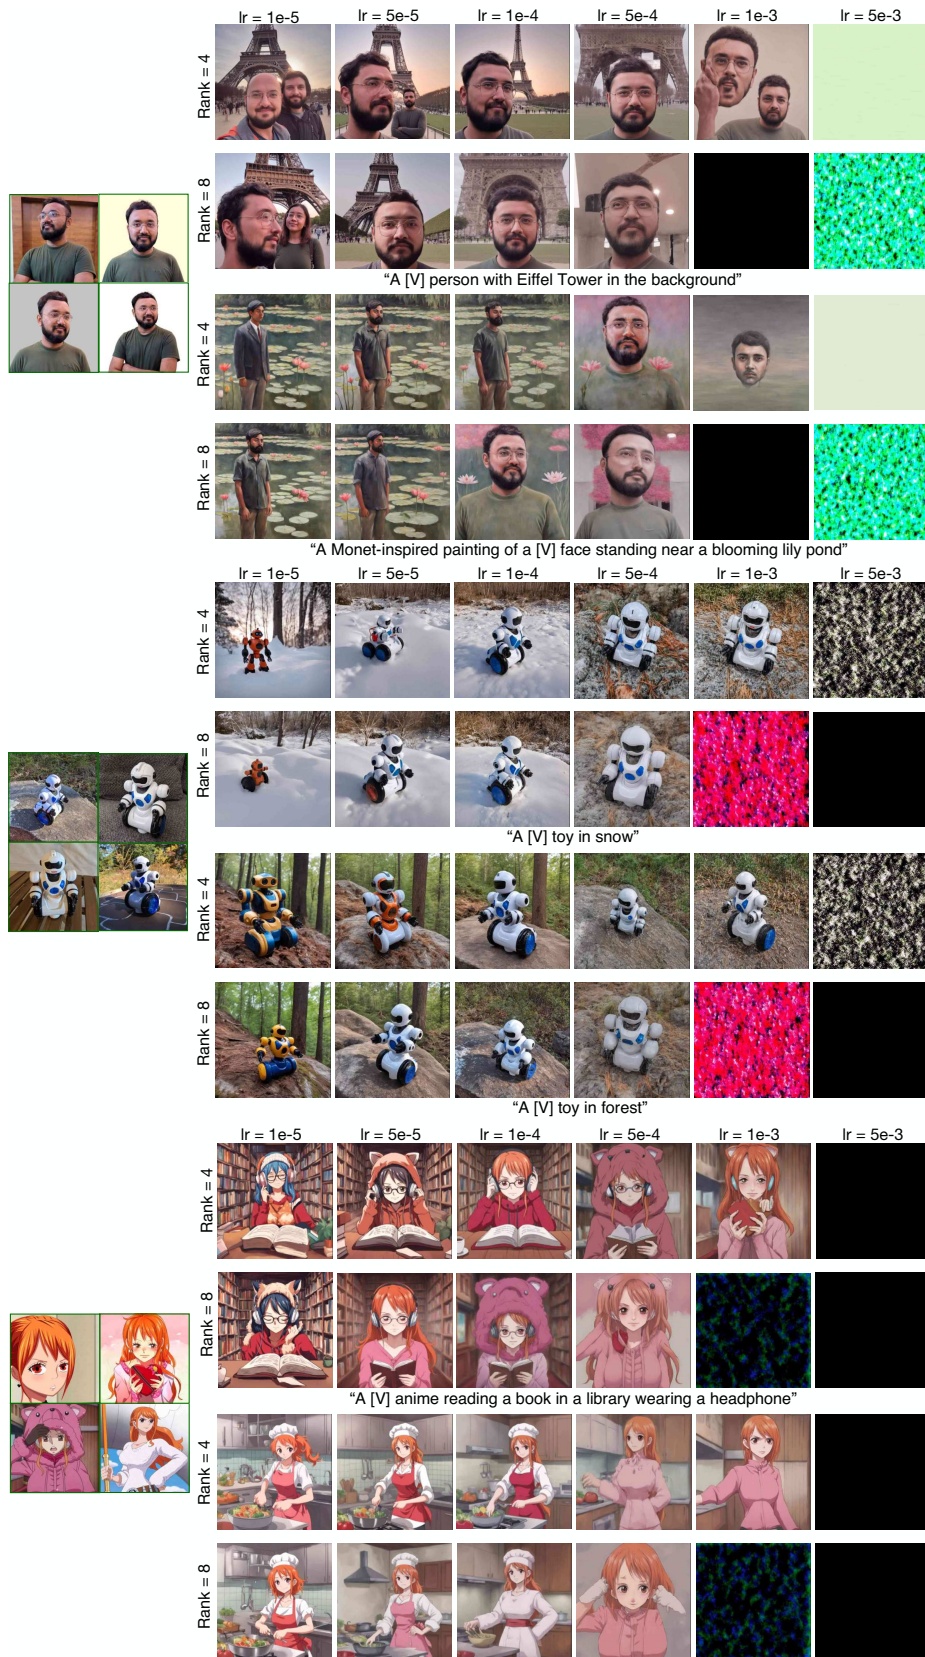 lr = 1e-5 lr = 5e-5 lr = 1e-4 lr = 5e-4 lr = 1e-3 lr = 5e-3
Rank = 4
Rank = 8
“A [V] person with Eiffel Tower in the background”
Rank = 4
Rank = 8
“A Monet-inspired painting of a [V] face standing near a blooming lily pond”
lr = 1e-5 lr = 5e-5 lr = 1e-4 lr = 5e-4 lr = 1e-3 lr = 5e-3
Rank = 4
Rank = 8
“A [V] toy in snow”
Rank = 4
Rank = 8
“A [V] toy in forest”
lr = 1e-5 lr = 5e-5 lr = 1e-4 lr = 5e-4 lr = 1e-3 lr = 5e-3
Rank = 4
Rank = 8
“A [V] anime reading a book in a library wearing a headphone”
Rank = 4
Rank = 8